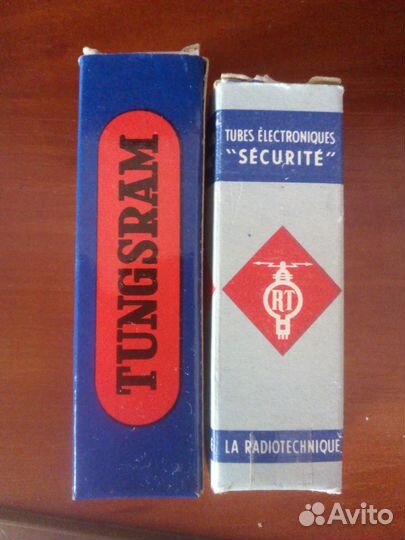 TUNGSRAM
TUBES ÉLECTRONIQUES
"SÉCURITÉ"
RT
LA RADIOTECHNIQUE
Avito